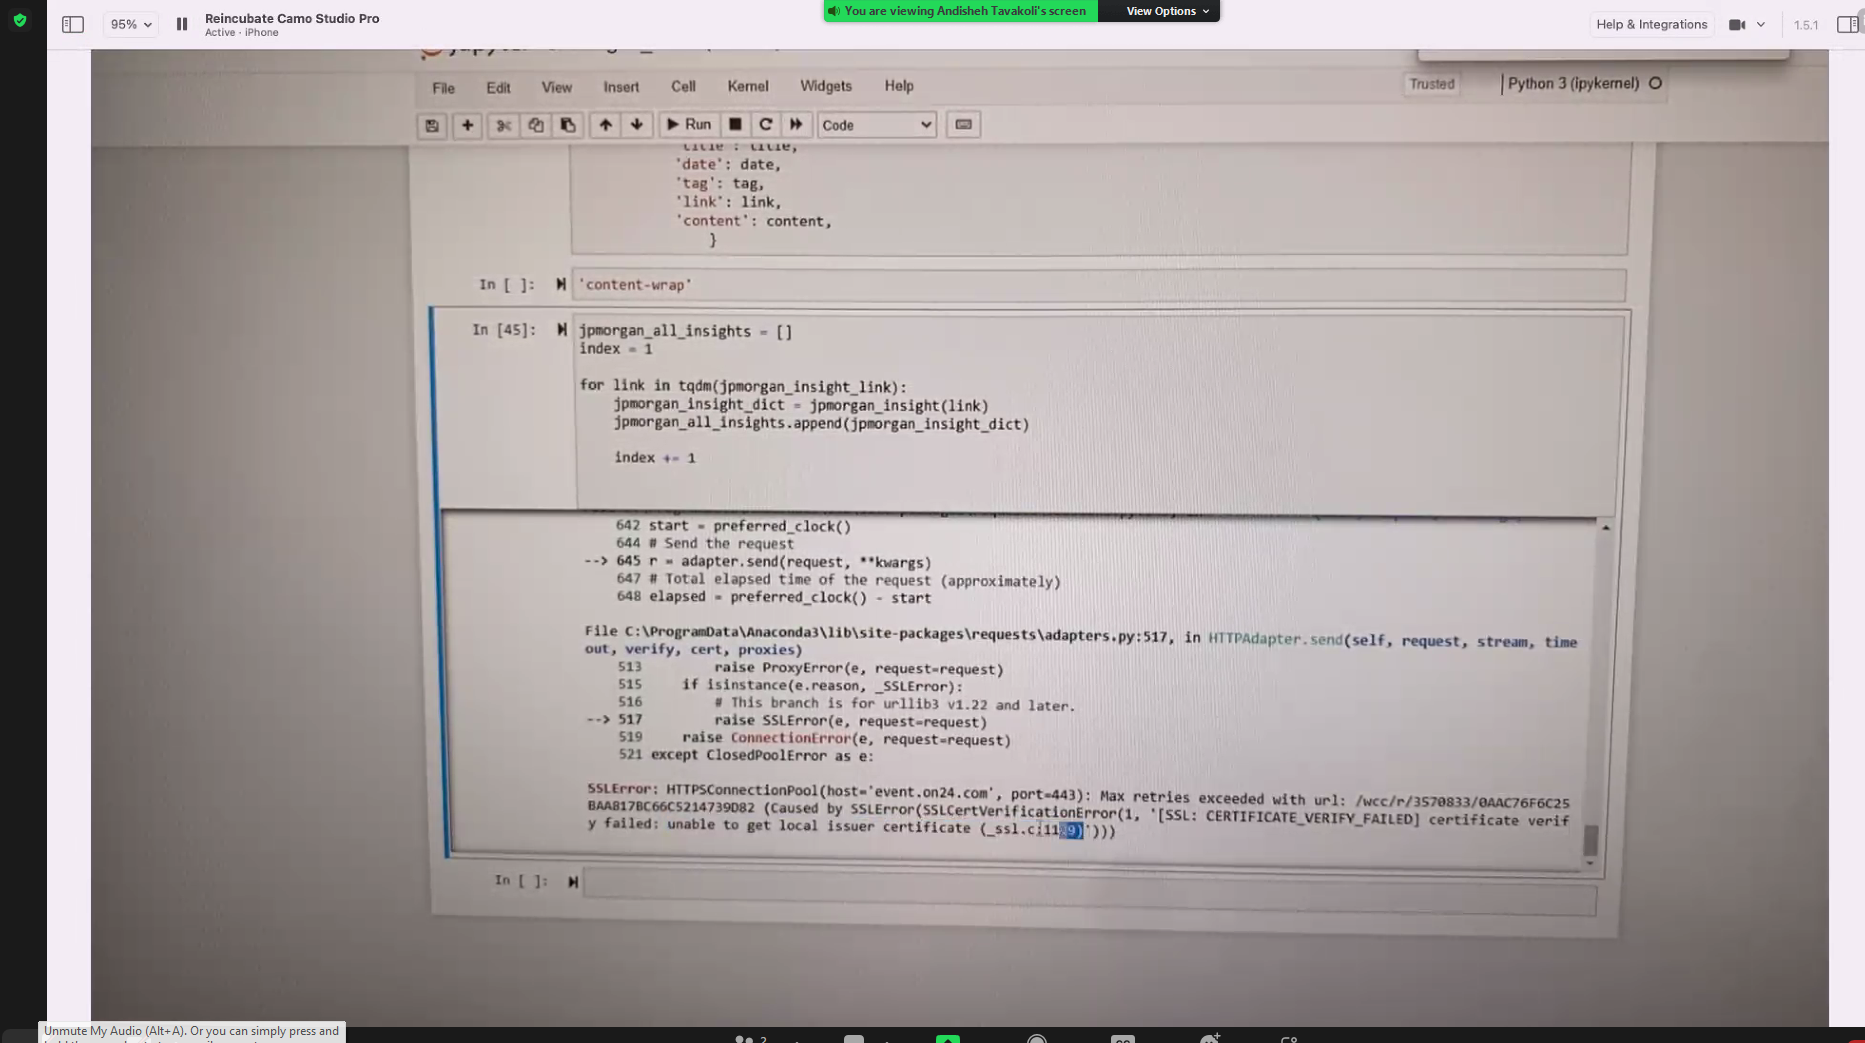 95%
Reincubate Camo Studio Pro
Active · iPhone
You are viewing Andisheh Tavakoli's screen
View Options
Help & Integrations
1.5.1
File Edit View Insert Cell Kernel Widgets Help
Trusted
Python 3 (ipykernel)
Run
Code
'title': title,
'date': date,
'tag': tag,
'link': link,
'content': content,
}
In [ ]:
'content-wrap'
In [45]:
jpmorgan_all_insights = []
index = 1
for link in tqdm(jpmorgan_insight_link):
jpmorgan_insight_dict = jpmorgan_insight(link)
jpmorgan_all_insights.append(jpmorgan_insight_dict)
index += 1
642 start = preferred_clock()
644 # Send the request
--> 645 r = adapter.send(request, **kwargs)
647 # Total elapsed time of the request (approximately)
648 elapsed = preferred_clock() - start
File C:\ProgramData\Anaconda3\lib\site-packages\requests\adapters.py:517, in HTTPAdapter.send(self, request, stream, time
out, verify, cert, proxies)
513 raise ProxyError(e, request=request)
515 if isinstance(e.reason, _SSLError):
516 # This branch is for urllib3 v1.22 and later.
--> 517 raise SSLError(e, request=request)
519 raise ConnectionError(e, request=request)
521 except ClosedPoolError as e:
SSLError: HTTPSConnectionPool(host='event.on24.com', port=443): Max retries exceeded with url: /wcc/r/3570833/0AAC76F6C25
BAA817BC66C5214739D82 (Caused by SSLError(SSLCertVerificationError(1, '[SSL: CERTIFICATE_VERIFY_FAILED] certificate verif
y failed: unable to get local issuer certificate
In [ ]:
Unmute My Audio (Alt+A). Or you can simply press and
2